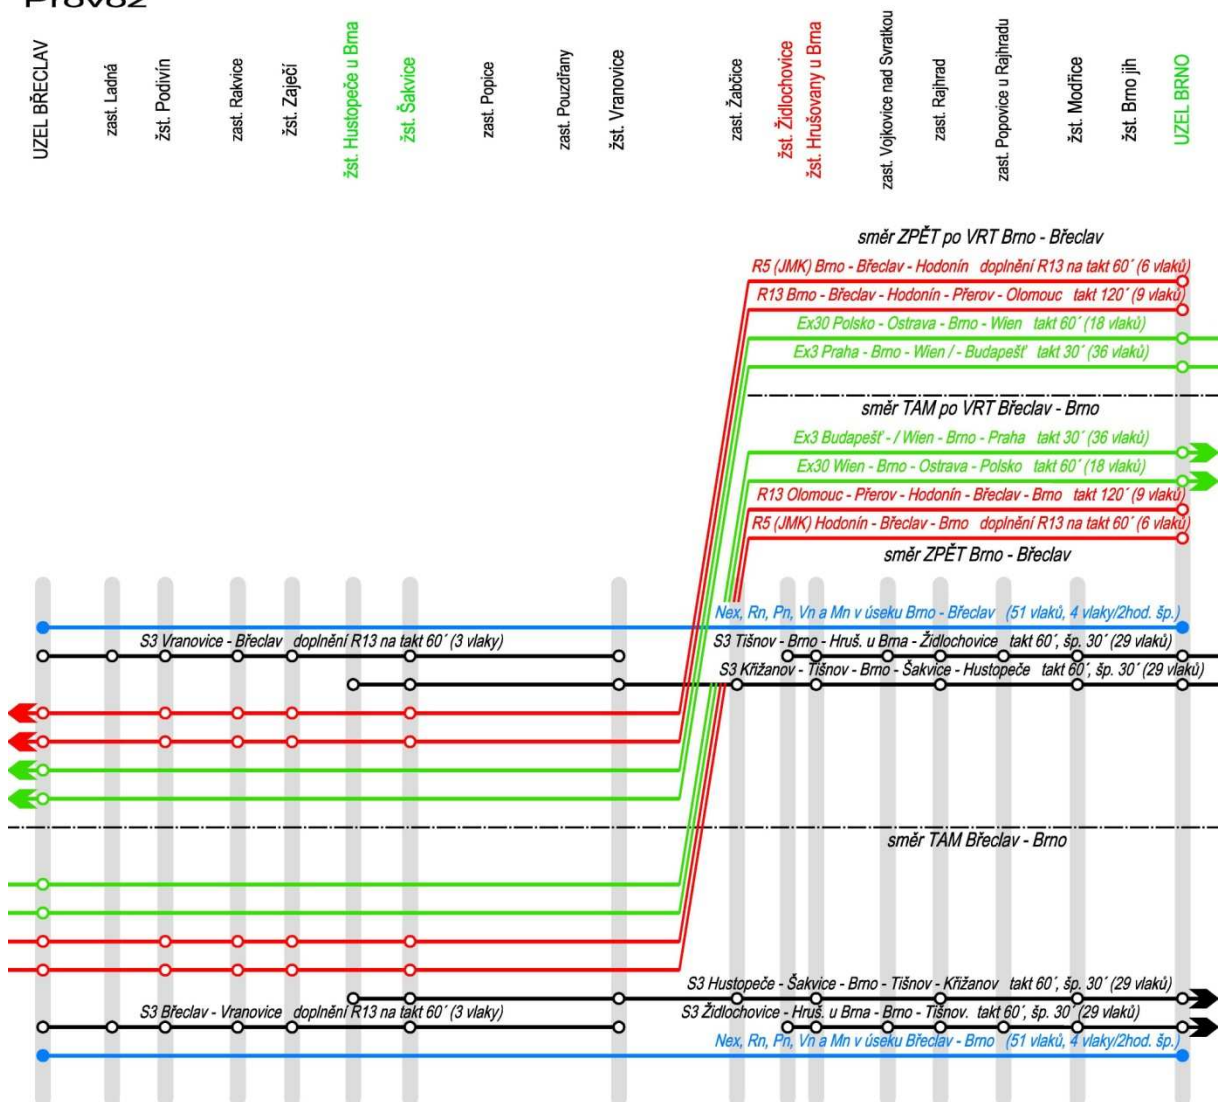 Provoz
UZEL BŘECLAV
zast. Ladná
žst. Podivín
zast. Rakvice
žst. Zaječí
žst. Hustopeče u Brna
žst. Šakvice
zast. Popice
zast. Pouzdřany
žst. Vranovice
zast. Žabčice
žst. Židlochovice
žst. Hrušovany u Brna
zast. Vojkovice nad Svratkou
zast. Rajhrad
zast. Popovice u Rajhradu
žst. Modřice
žst. Brno jih
UZEL BRNO
směr ZPĚT po VRT Brno - Břeclav
R5 (JMK) Brno - Břeclav - Hodonín doplnění R13 na takt 60´ (6 vlaků)
R13 Brno - Břeclav - Hodonín - Přerov - Olomouc takt 120´ (9 vlaků)
Ex30 Polsko - Ostrava - Brno - Wien takt 60´ (18 vlaků)
Ex3 Praha - Brno - Wien / - Budapešť takt 30´ (36 vlaků)
směr TAM po VRT Břeclav - Brno
Ex3 Budapešť - / Wien - Brno - Praha takt 30´ (36 vlaků)
Ex30 Wien - Brno - Ostrava - Polsko takt 60´ (18 vlaků)
R13 Olomouc - Přerov - Hodonín - Břeclav - Brno takt 120´ (9 vlaků)
R5 (JMK) Hodonín - Břeclav - Brno doplnění R13 na takt 60´ (6 vlaků)
směr ZPĚT Brno - Břeclav
Nex, Rn, Pn, Vn a Mn v úseku Brno - Břeclav (51 vlaků, 4 vlaky/2hod. šp.)
S3 Vranovice - Břeclav doplnění R13 na takt 60´ (3 vlaky)
S3 Tišnov - Brno - Hruš. u Brna - Židlochovice takt 60´, šp. 30´ (29 vlaků)
S3 Křižanov - Tišnov - Brno - Šakvice - Hustopeče takt 60´, šp. 30´ (29 vlaků)
směr TAM Břeclav - Brno
S3 Hustopeče - Šakvice - Brno - Tišnov - Křižanov takt 60´, šp. 30´ (29 vlaků)
S3 Břeclav - Vranovice doplnění R13 na takt 60´ (3 vlaky)
S3 Židlochovice - Hruš. u Brna - Brno - Tišnov. takt 60´, šp. 30´ (29 vlaků)
Nex, Rn, Pn, Vn a Mn v úseku Břeclav - Brno (51 vlaků, 4 vlaky/2hod. šp.)